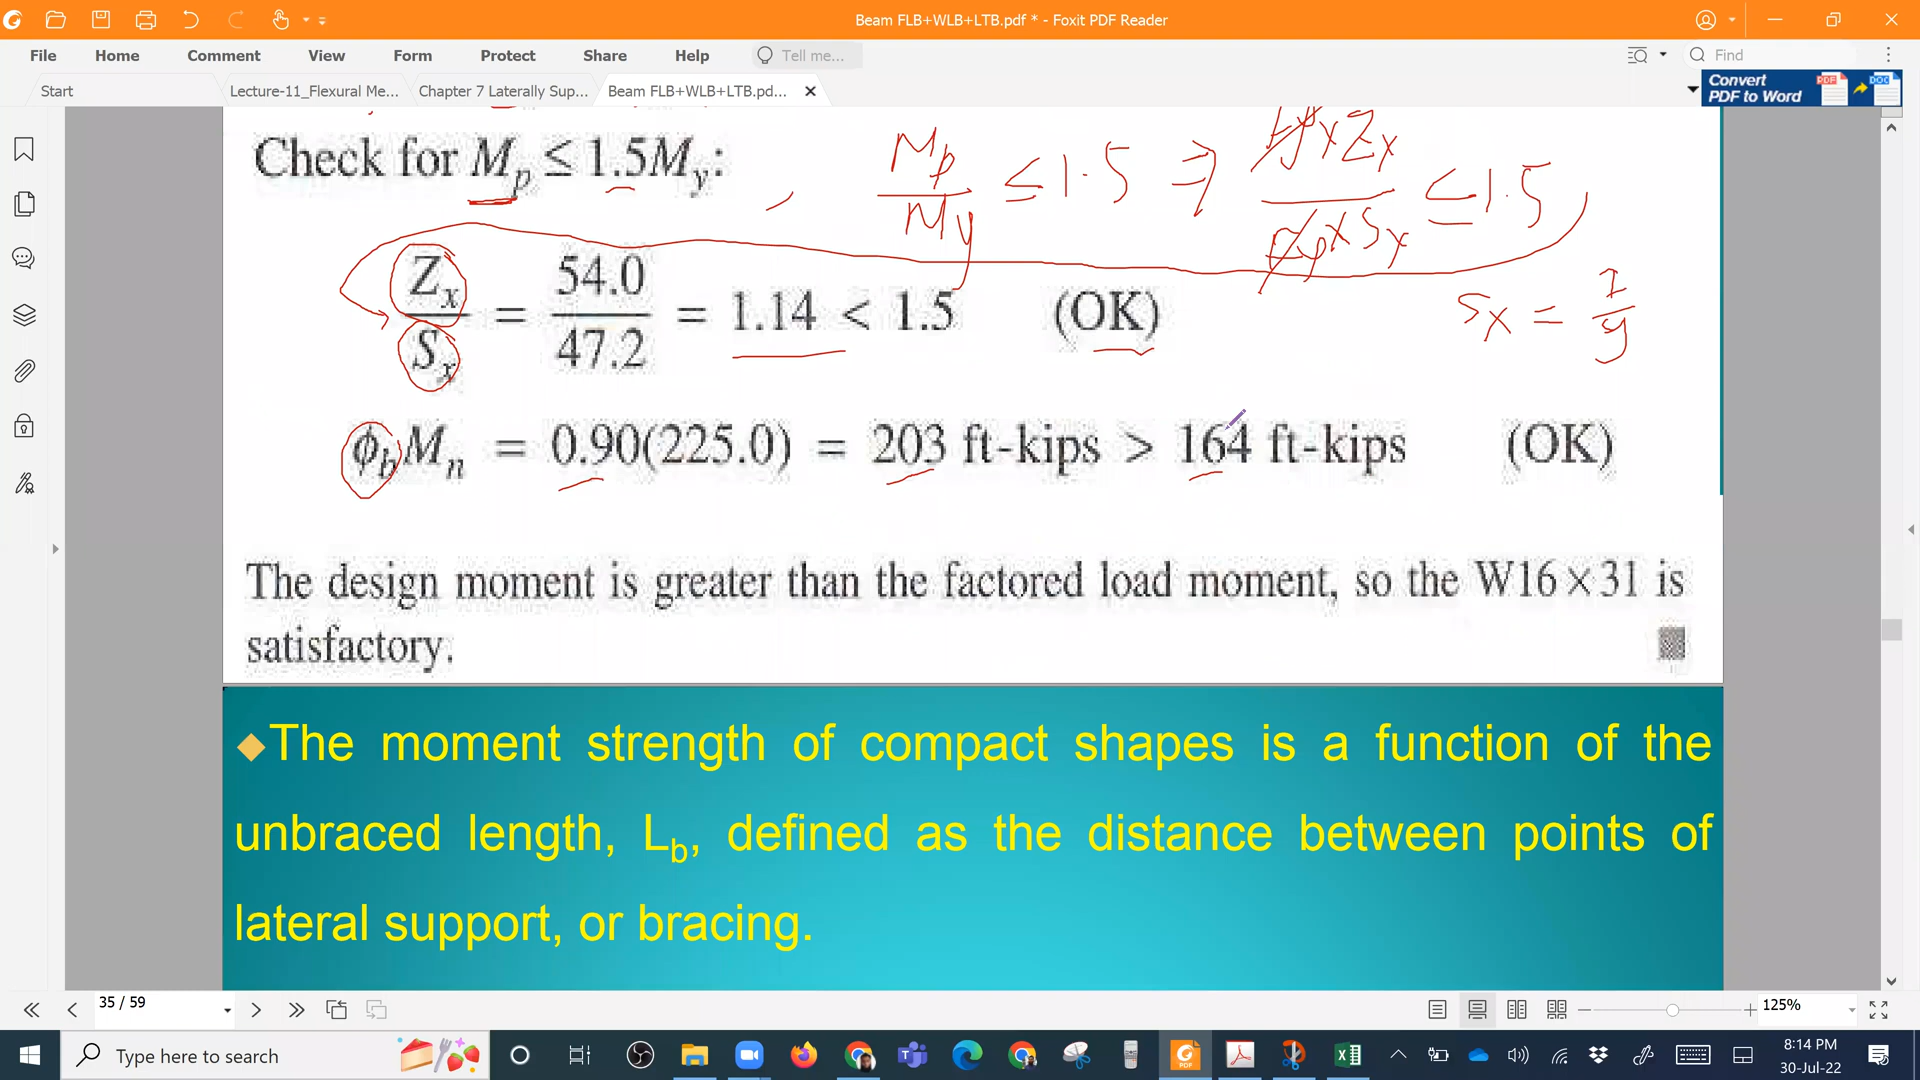 Beam FLB+WLB+LTB.pdf * - Foxit PDF Reader
File Home Comment View Form Protect Share Help Tell me... Find
Start Lecture-11_Flexural Me... Chapter 7 Laterally Sup... Beam FLB+WLB+LTB.pd...
Convert PDF to Word PDF DOC
Check for Mp ≤ 1.5My: Mp/My ≤ 1.5 ⇒ Fy x Zx / Fy x Sx ≤ 1.5
Zx/Sx = 54.0/47.2 = 1.14 < 1.5 (OK) Sx = I/y
ϕbMn = 0.90(225.0) = 203 ft-kips > 164 ft-kips (OK)
The design moment is greater than the factored load moment, so the W16×31 is
satisfactory.
The moment strength of compact shapes is a function of the
unbraced length, Lb, defined as the distance between points of
lateral support, or bracing.
35 / 59 125%
Type here to search
8:14 PM
30-Jul-22